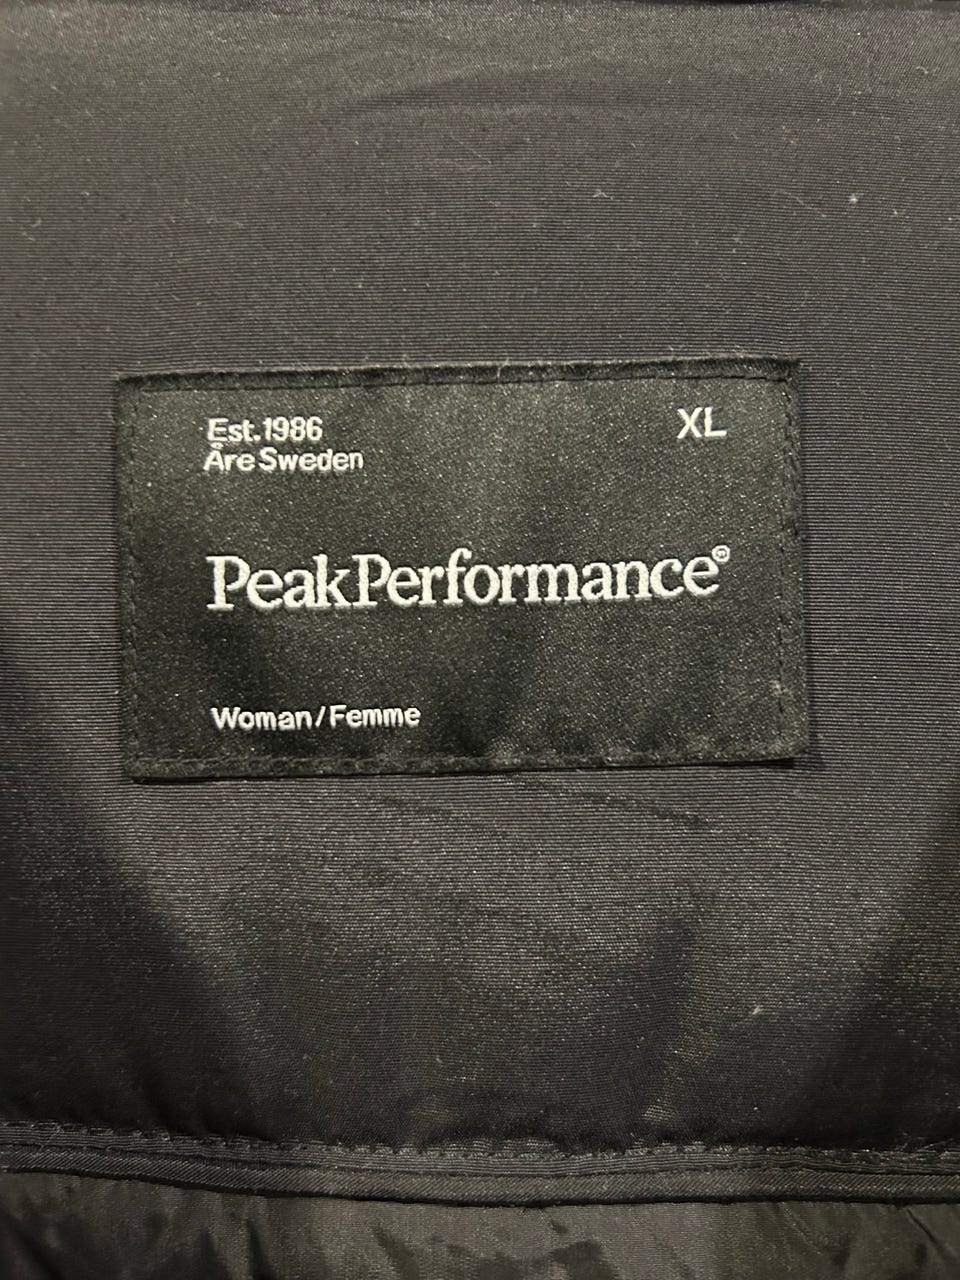 Est.1986
XL
Åre Sweden
PeakPerformance®
Woman/Femme